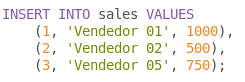 INSERT INTO sales VALUES
(1, 'Vendedor 01', 1000),
(2, 'Vendedor 02', 500),
(3, 'Vendedor 05', 750);